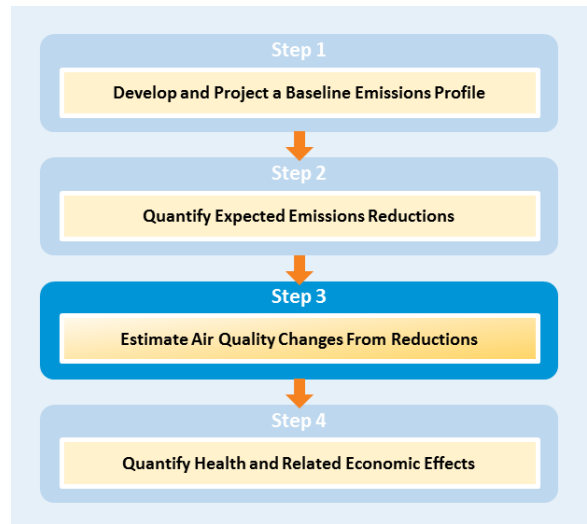 Step 1
Develop and Project a Baseline Emissions Profile
Step 2
Quantify Expected Emissions Reductions
Step 3
Estimate Air Quality Changes From Reductions
Step 4
Quantify Health and Related Economic Effects